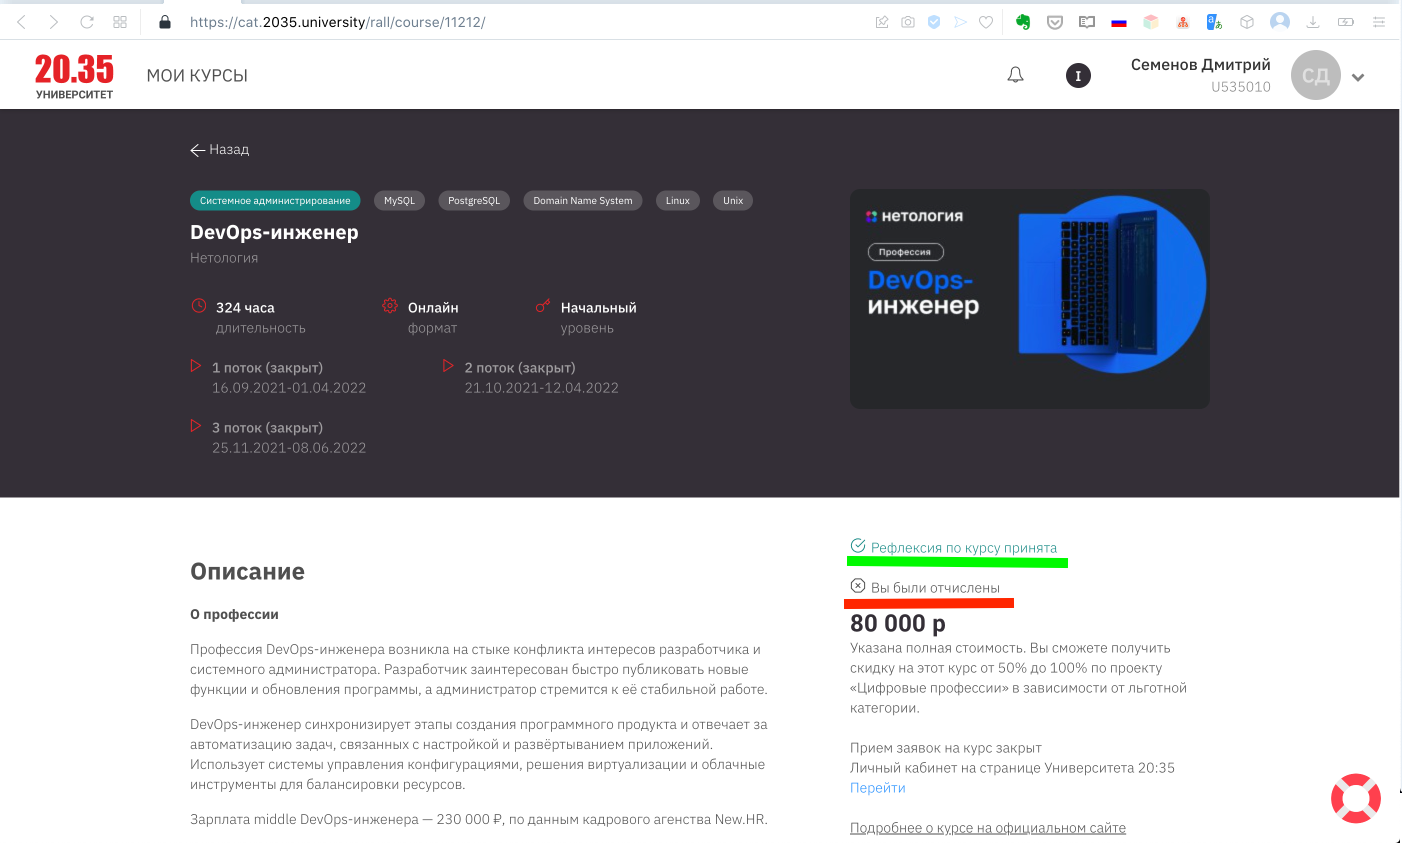 https://cat.2035.university/rall/course/11212/
20.35
УНИВЕРСИТЕТ
МОИ КУРСЫ
I
Семенов Дмитрий
U535010
СД
Назад
Системное администрирование
MySQL
PostgreSQL
Domain Name System
Linux
Unix
DevOps-инженер
Нетология
324 часа
длительность
Онлайн
формат
Начальный
уровень
1 поток (закрыт)
16.09.2021-01.04.2022
2 поток (закрыт)
21.10.2021-12.04.2022
3 поток (закрыт)
25.11.2021-08.06.2022
нетология
Профессия
DevOps-
инженер
Описание
О профессии
Профессия DevOps-инженера возникла на стыке конфликта интересов разработчика и
системного администратора. Разработчик заинтересован быстро публиковать новые
функции и обновления программы, а администратор стремится к её стабильной работе.
DevOps-инженер синхронизирует этапы создания программного продукта и отвечает за
автоматизацию задач, связанных с настройкой и развёртыванием приложений.
Использует системы управления конфигурациями, решения виртуализации и облачные
инструменты для балансировки ресурсов.
Зарплата middle DevOps-инженера — 230 000 ₽, по данным кадрового агенства New.HR.
Рефлексия по курсу принята
Вы были отчислены
80 000 р
Указана полная стоимость. Вы сможете получить
скидку на этот курс от 50% до 100% по проекту
«Цифровые профессии» в зависимости от льготной
категории.
Прием заявок на курс закрыт
Личный кабинет на странице Университета 20:35
Перейти
Подробнее о курсе на официальном сайте